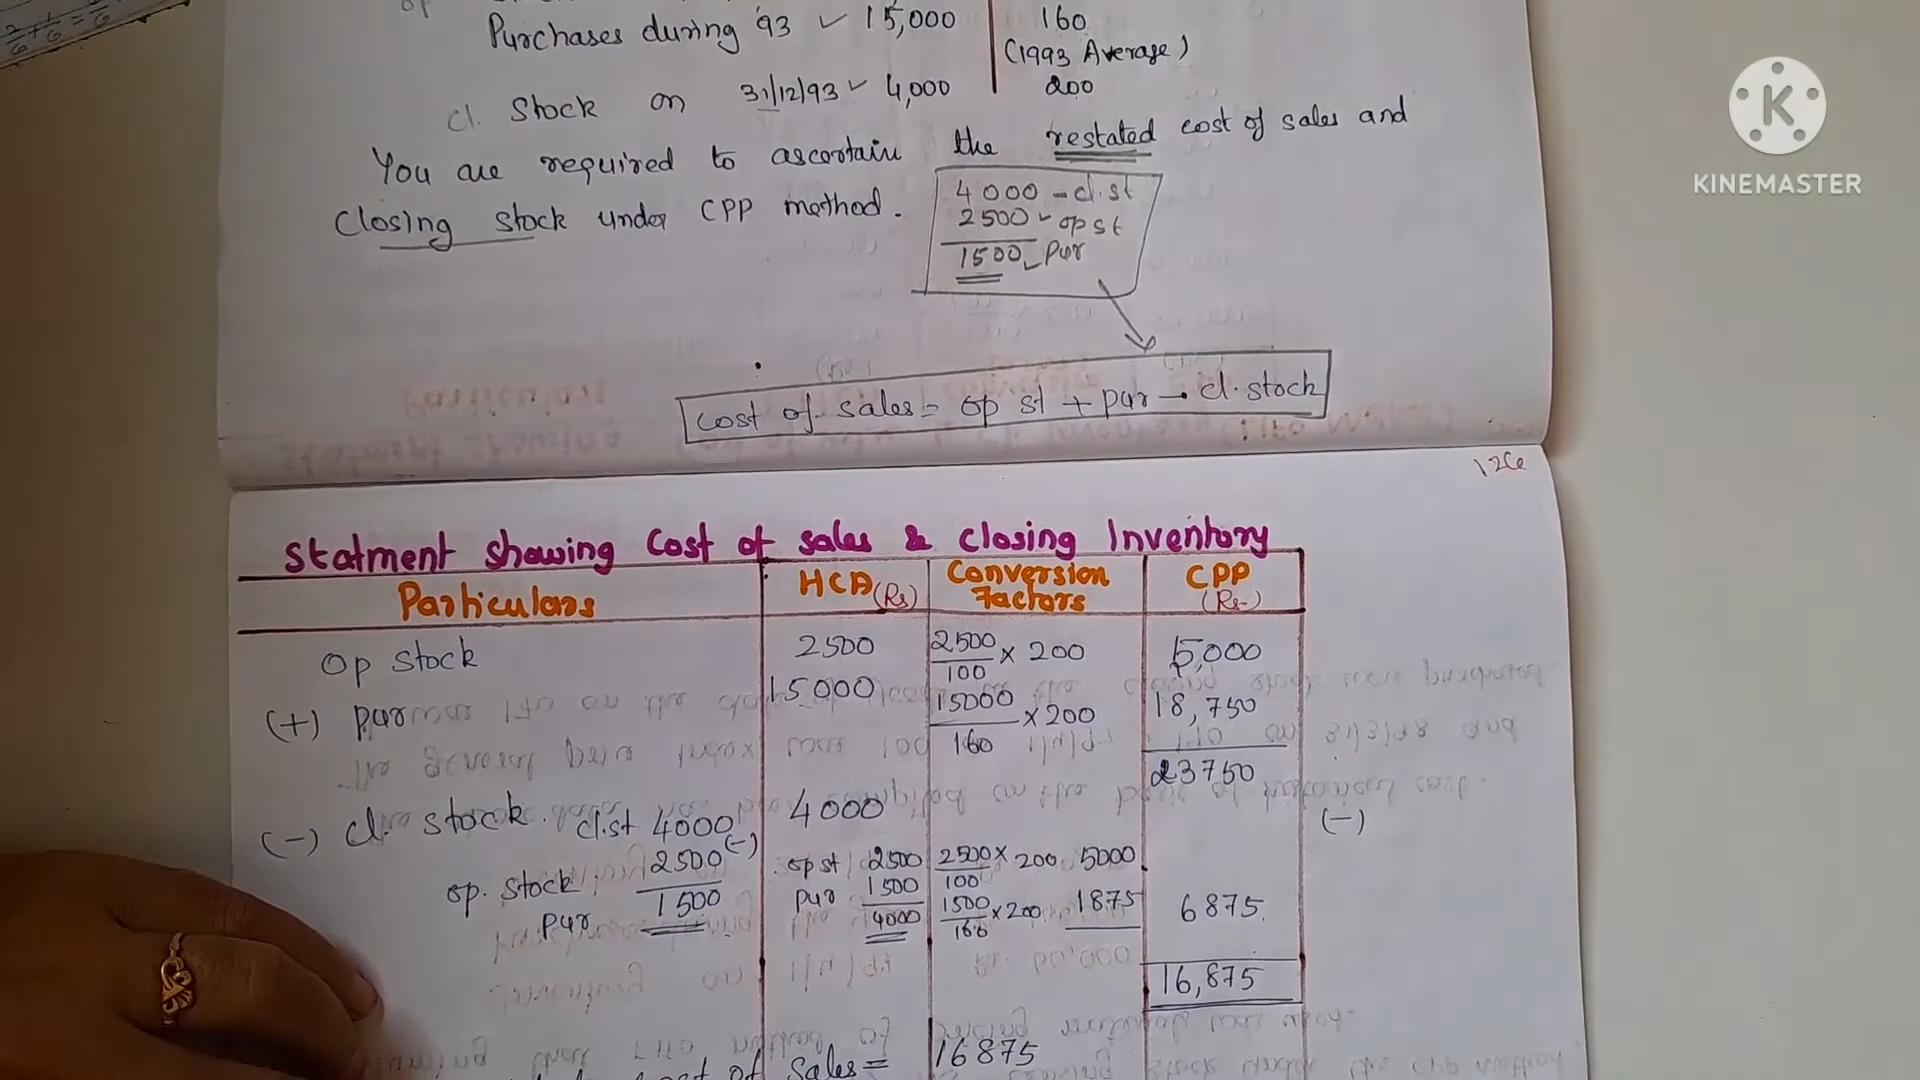 Purchases during '93 ✓ 15,000 160
(1993 Average)
cl. Stock on 31/12/93 ✓ 4,000 200
You are required to ascertain the restated cost of sales and
Closing stock under CPP method.
4000 - cl. st
2500 - op st
1500 - pur
Cost of sales = op st + pur - cl. stock
126
Statment showing Cost of sales & Closing Inventory
Particulars HCA (Rs) Conversion Factors CPP (Rs-)
Op stock 2500 2500/100 × 200 5,000
(+) pur 15000 15000/160 × 200 18,750
23750
(-) cl. stock. cl.st 4000 4000 (-)
op. stock 2500 (-) op st 2500 2500/100 × 200 5000
pur 1500 pur 1500 1500/160 × 200 1875 6875
4000
16,875
cost of sales = 16875
KINEMASTER